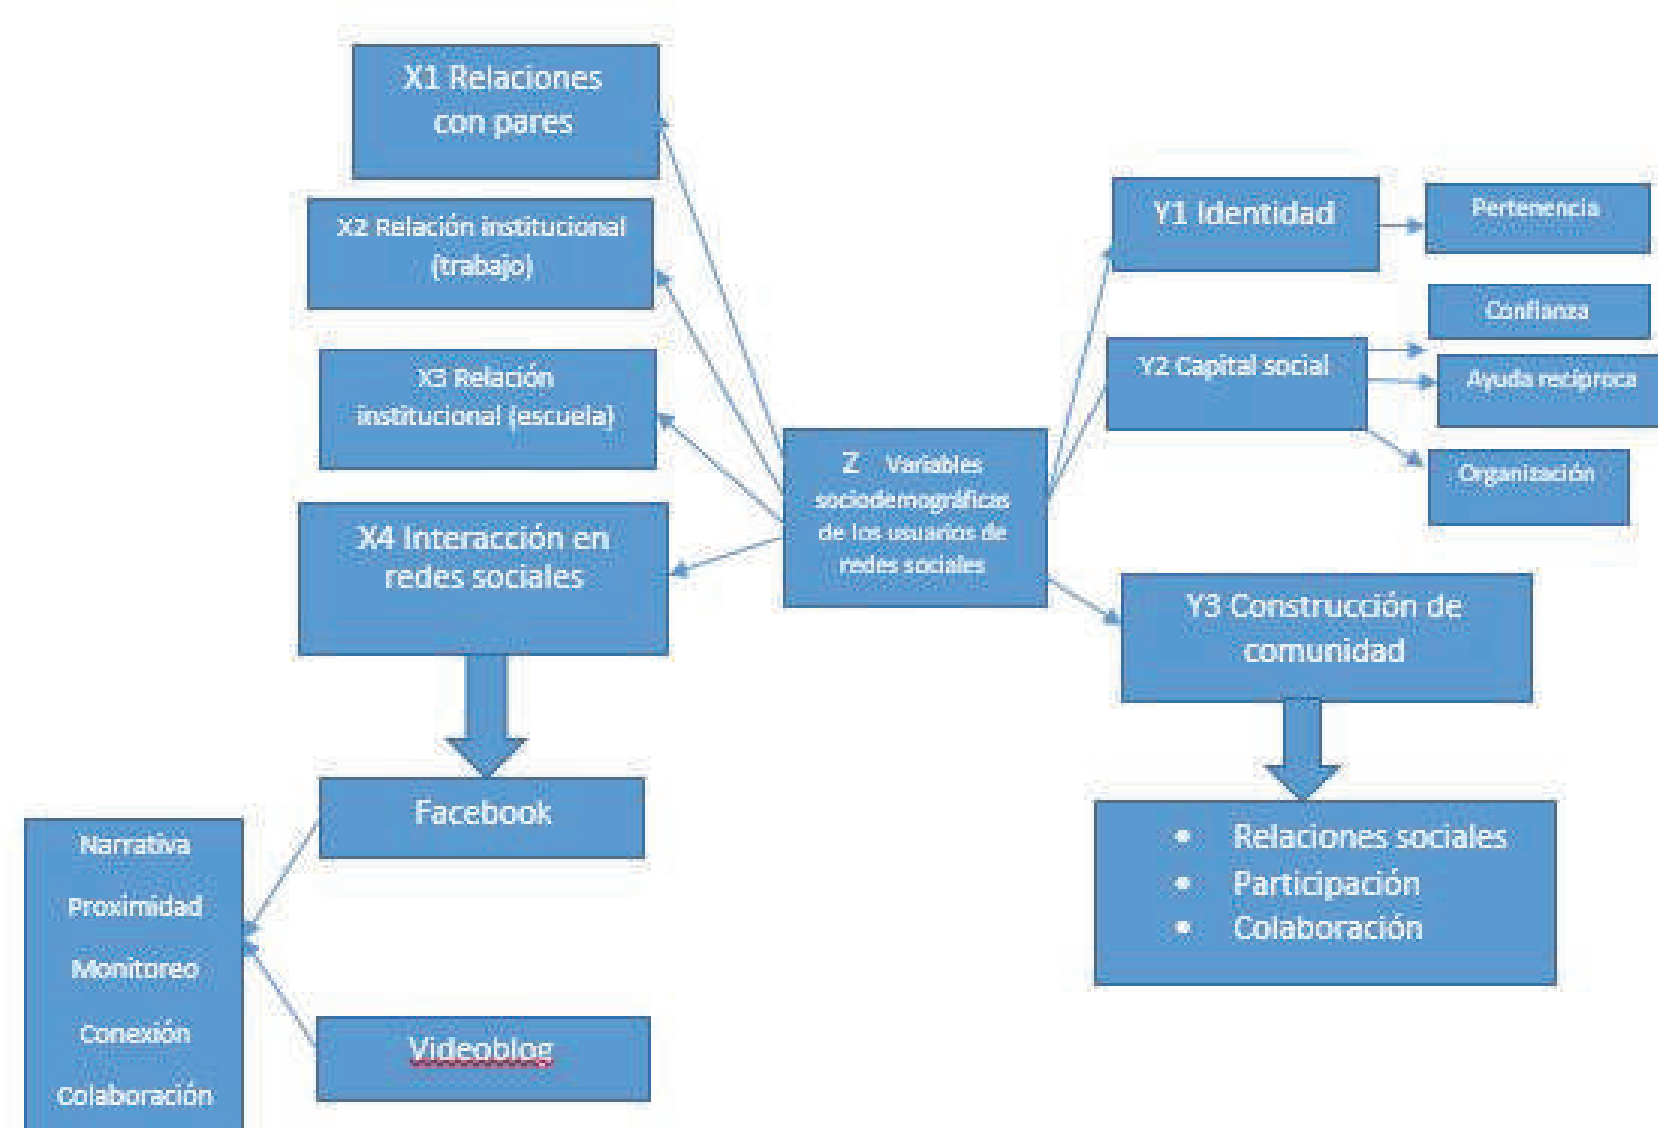 X1 Relaciones
con pares
X2 Relación institucional
(trabajo)
X3 Relación
institucional (escuela)
X4 Interacción en
redes sociales
Facebook
Narrativa
Proximidad
Monitoreo
Conexión
Colaboración
Videoblog
Z Variables
sociodemográficas
de los usuarios de
redes sociales
Y1 Identidad
Pertenencia
Y2 Capital social
Confianza
Ayuda recíproca
Organización
Y3 Construcción de
comunidad
• Relaciones sociales
• Participación
• Colaboración